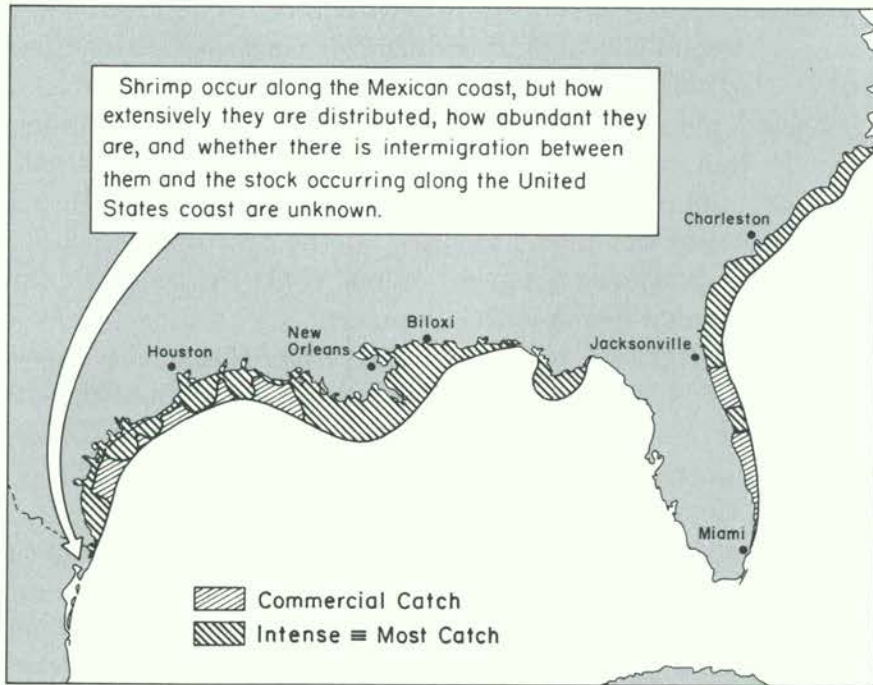 Shrimp occur along the Mexican coast, but how
extensively they are distributed, how abundant they
are, and whether there is intermigration between
them and the stock occurring along the United
States coast are unknown.
Charleston
Biloxi
New
Orleans
Houston
Jacksonville
Miami
Commercial Catch
Intense ≡ Most Catch